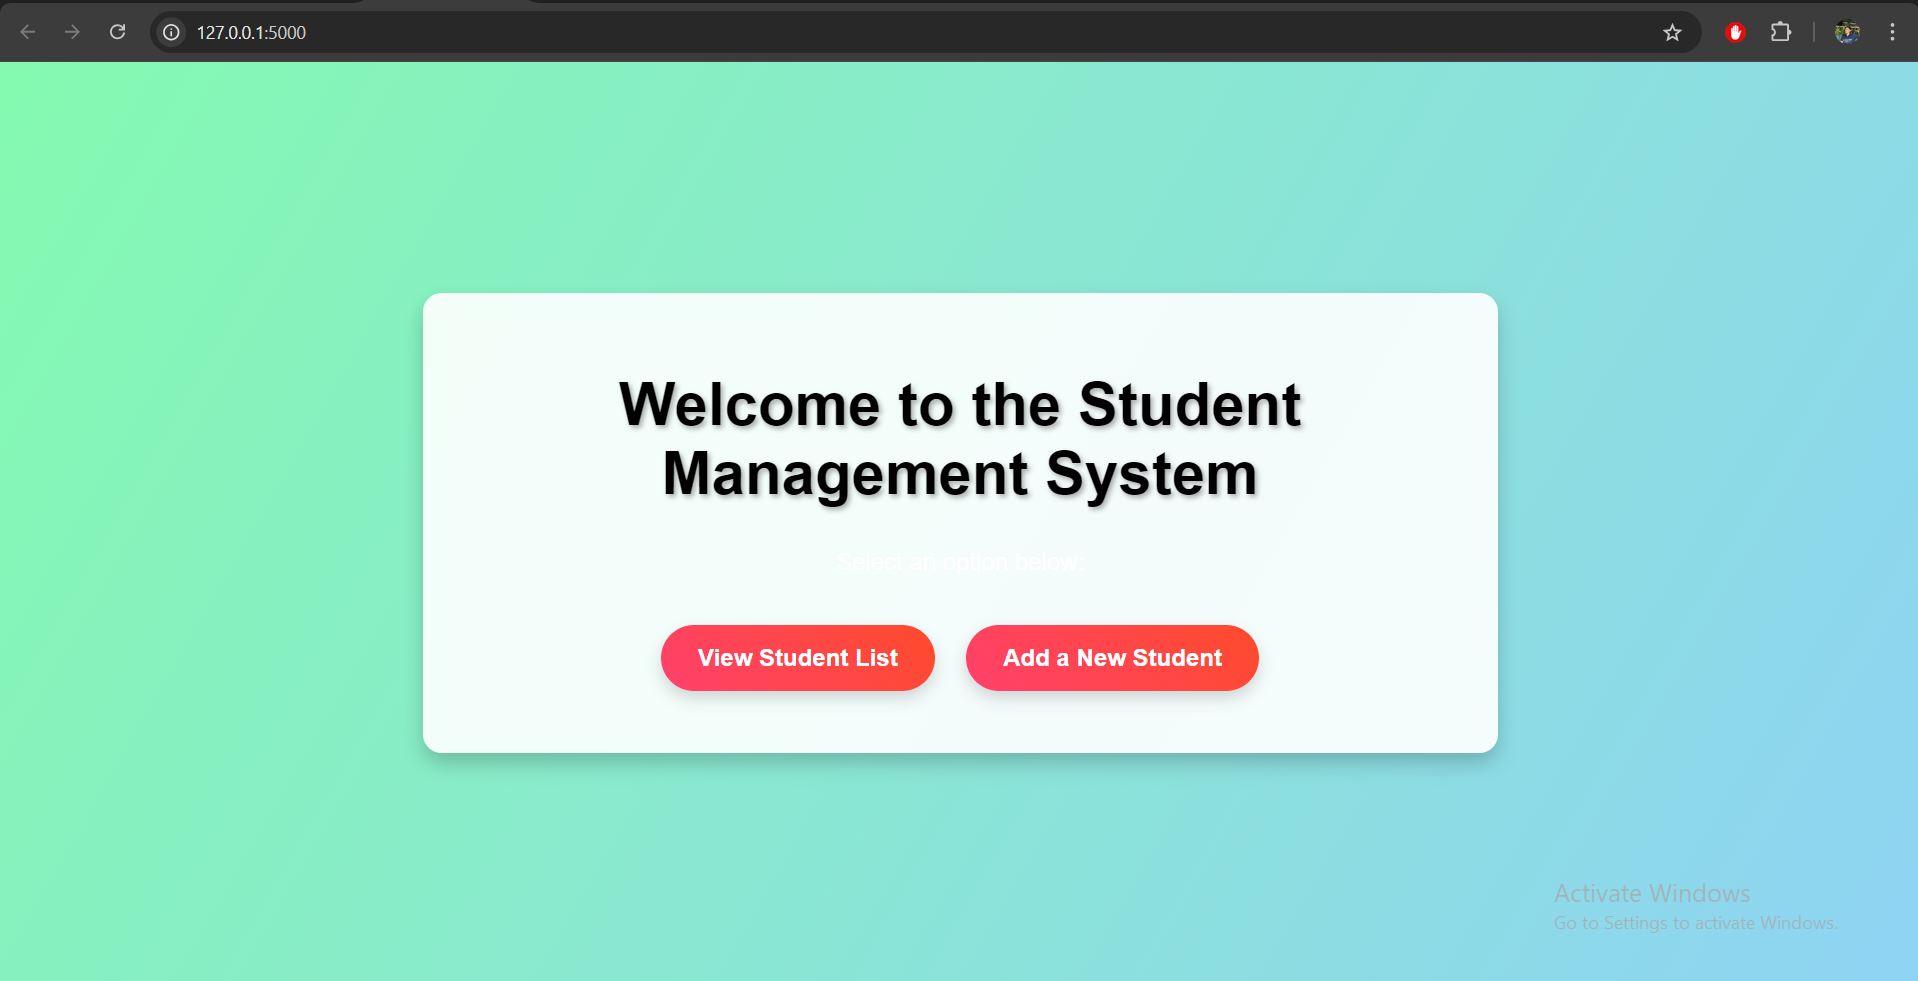 127.0.0.1:5000
Welcome to the Student
Management System
Select an option below:
View Student List
Add a New Student
Activate Windows
Go to Settings to activate Windows.